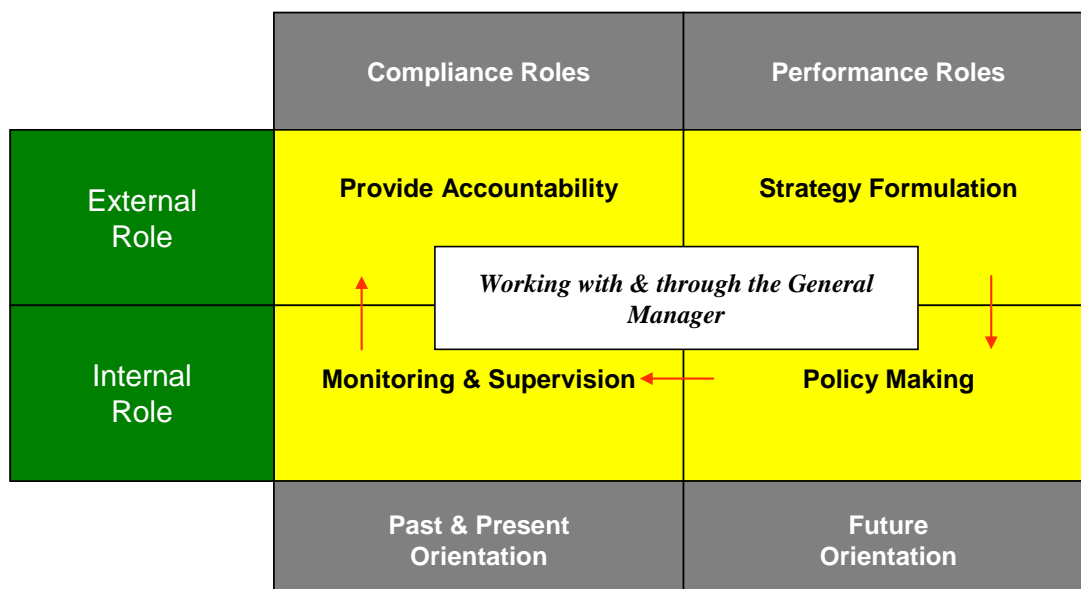 Compliance Roles
Performance Roles
External
Role
Provide Accountability
Strategy Formulation
Working with & through the General
Manager
Internal
Role
Monitoring & Supervision
Policy Making
Past & Present
Orientation
Future
Orientation